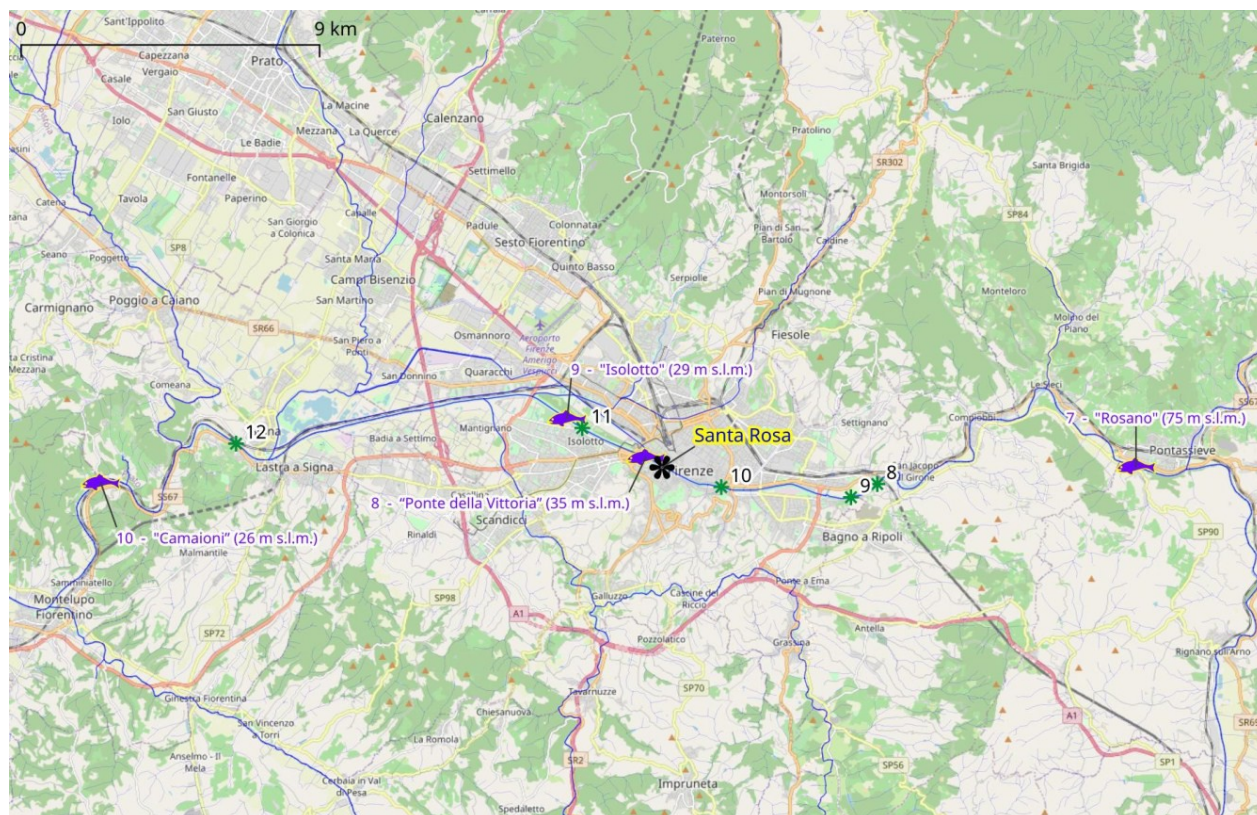 0
9 km
Sant'Ippolito
Capezzana
Vergaio
Casale
Prato
Carraia
Paterno
Iolo
San Giusto
Le Badie
La Macine
Mezzana
La Querce
Calenzano
Pratolino
SR302
Fontanelle
Settimello
Santa Brigida
Catena
Tavola
Paperino
Capalle
Montorsoli
SP84
San Giorgio
a Colonica
Padule
Colonnata
Pian di San
Bartolo
Caldine
SP8
Sesto Fiorentino
Seano
Poggetto
Santa Maria
Quinto Basso
Campi Bisenzio
Serpiolle
Carmignano
Poggio a Caiano
San Martino
Pian di Mugnone
Monteloro
Molino del
Piano
SR66
San Piero a
Ponti
Osmannoro
Aeroporto
Firenze
Amerigo
Vespucci
Fiesole
Comeana
San Donnino
Quaracchi
9 - "Isolotto" (29 m s.l.m.)
Le Sieci
11
Mantignano
Isolotto
Santa Rosa
Settignano
Compiobbi
7 - "Rosano" (75 m s.l.m.)
12
Badia a Settimo
Pontassieve
Lastra a Signa
Firenze
10
8
9
San Jacopo
al Girone
SS67
8 - “Ponte della Vittoria” (35 m s.l.m.)
Scandicci
Rinaldi
Bagno a Ripoli
SP90
10 - "Camaioni” (26 m s.l.m.)
Malmantile
Samminiatello
Montelupo
Fiorentino
SP98
Galluzzo
Cascine del
Riccio
Ponte a Ema
A1
SP72
Pozzolatico
Grassina
Antella
Rignano sull'Arno
Ginestra Fiorentina
Tavarnuzze
SP70
Chiesanuova
San Vincenzo
a Torri
A1
SR69
La Romola
Anselmo - Il
Mela
SR2
SP56
SP1
Cerbaia in Val
di Pesa
Impruneta
Spedaletto